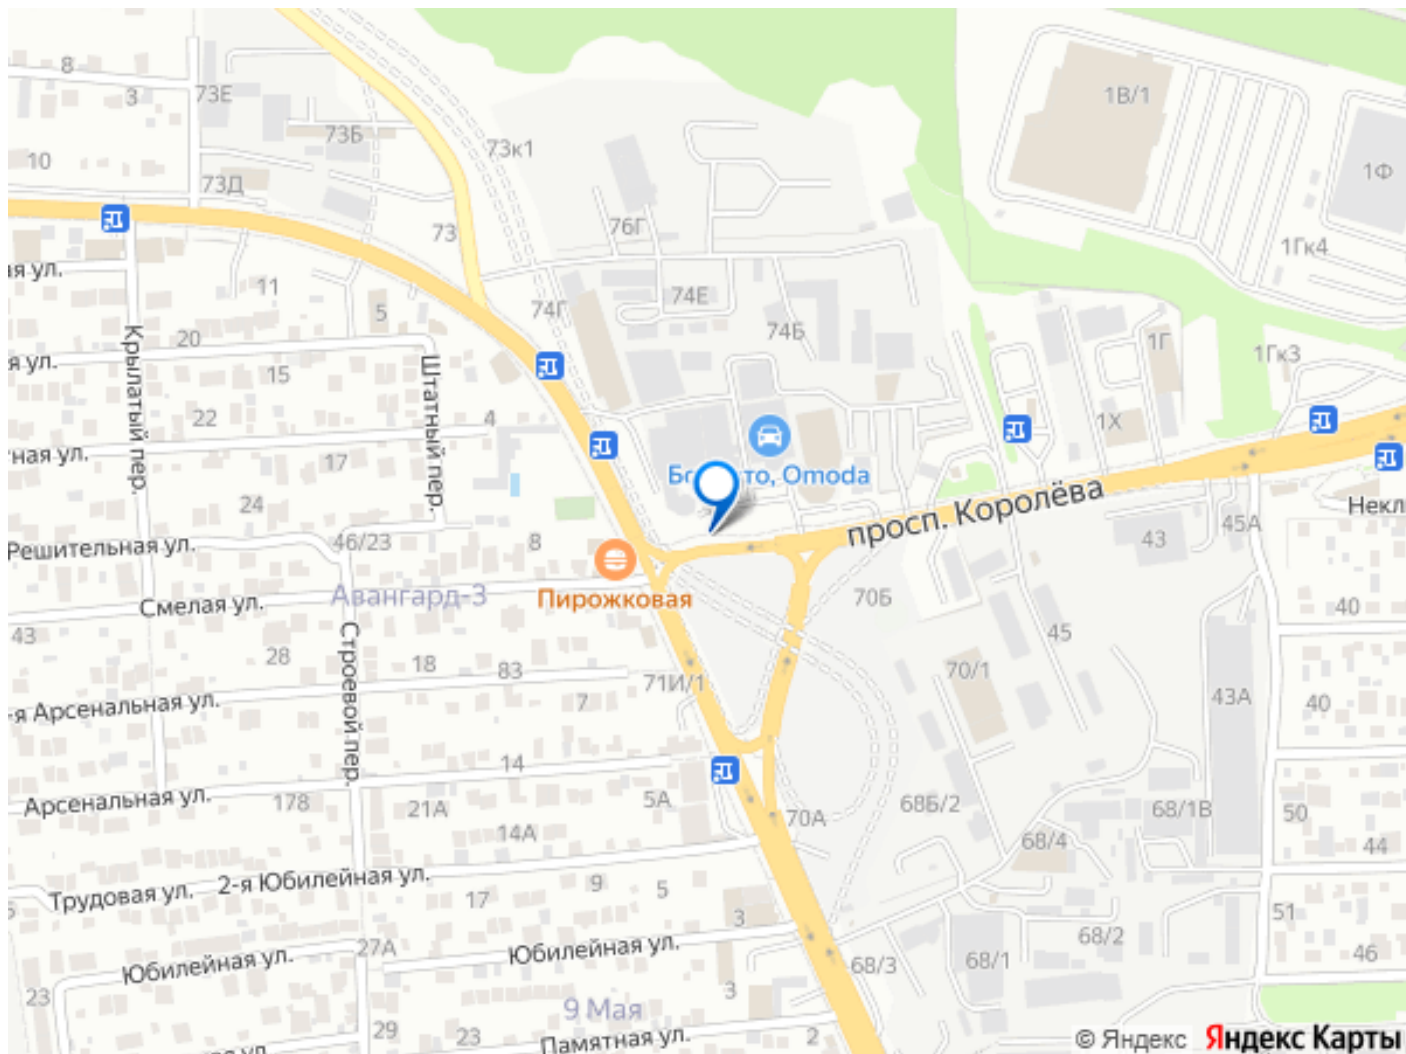 8
3
73Е
73Б
73к1
1В/1
10
73Д
1Ф
73
76Г
1Гк4
ая ул.
11
74Е
74Г
5
74Б
20
1Г
1Гк3
я ул.
15
Крылатый пер.
Штатный пер.
22
4
1Х
ная ул.
17
Omoda
24
просп. Королёва
Некл
45А
46/23
8
43
Решительная ул.
Авангард-3
Пирожковая
70Б
Смелая ул.
40
43
45
28
18
83
70/1
Строевой пер.
71И/1
43А
40
7
-я Арсенальная ул.
14
Арсенальная ул.
178
21А
5А
70А
68Б/2
68/1В
50
14А
68/4
44
Трудовая ул.
2-я Юбилейная ул.
9
5
17
3
51
27А
Юбилейная ул.
Юбилейная ул.
68/2
46
68/3
68/1
23
3
9 Мая
29
23
Памятная ул.
2
© Яндекс Яндекс Карты